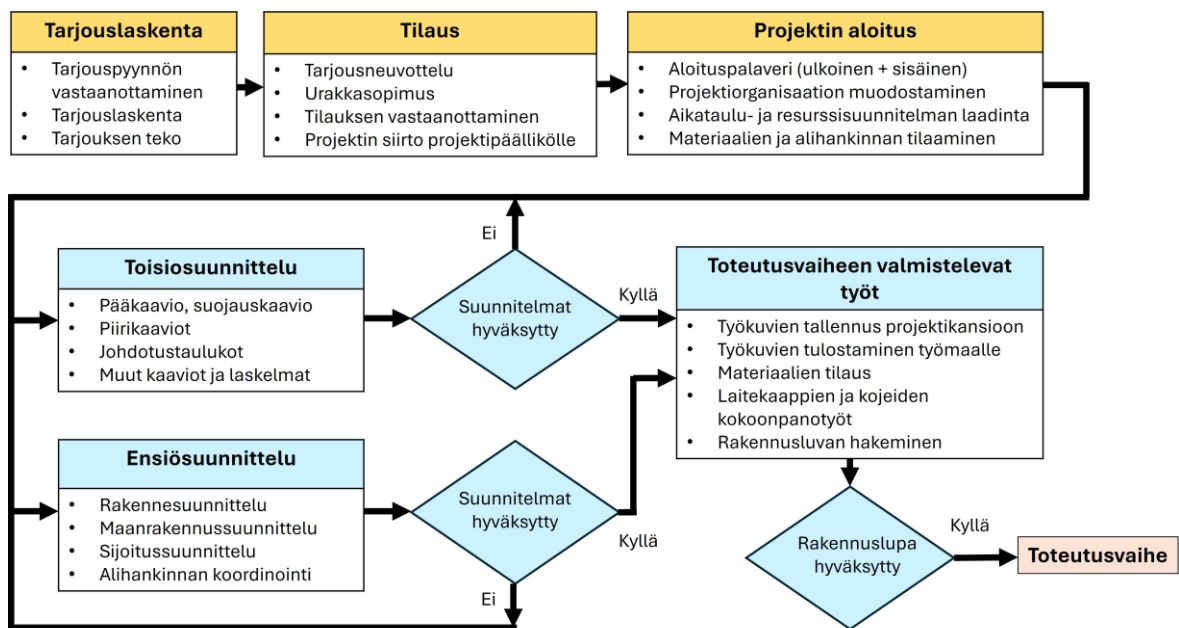 Tarjouslaskenta
• Tarjouspyynnön
vastaanottaminen
• Tarjouslaskenta
• Tarjouksen teko
Tilaus
• Tarjousneuvottelu
• Urakkasopimus
• Tilauksen vastaanottaminen
• Projektin siirto projektipäällikölle
Projektin aloitus
• Aloituspalaveri (ulkoinen + sisäinen)
• Projektiorganisaation muodostaminen
• Aikataulu- ja resurssisuunnitelman laadinta
• Materiaalien ja alihankinnan tilaaminen
Toisiosuunnittelu
• Pääkaavio, suojauskaavio
• Piirikaaviot
• Johdotustaulukot
• Muut kaaviot ja laskelmat
Ei
Suunnitelmat
hyväksytty
Kyllä
Toteutusvaiheen valmistelevat
työt
• Työkuvien tallennus projektikansioon
• Työkuvien tulostaminen työmaalle
• Materiaalien tilaus
• Laitekaappien ja kojeiden
kokoonpanotyöt
• Rakennusluvan hakeminen
Ensiösuunnittelu
• Rakennesuunnittelu
• Maanrakennussuunnittelu
• Sijoitussuunnittelu
• Alihankinnan koordinointi
Suunnitelmat
hyväksytty
Kyllä
Ei
Rakennuslupa
hyväksytty
Kyllä
Toteutusvaihe